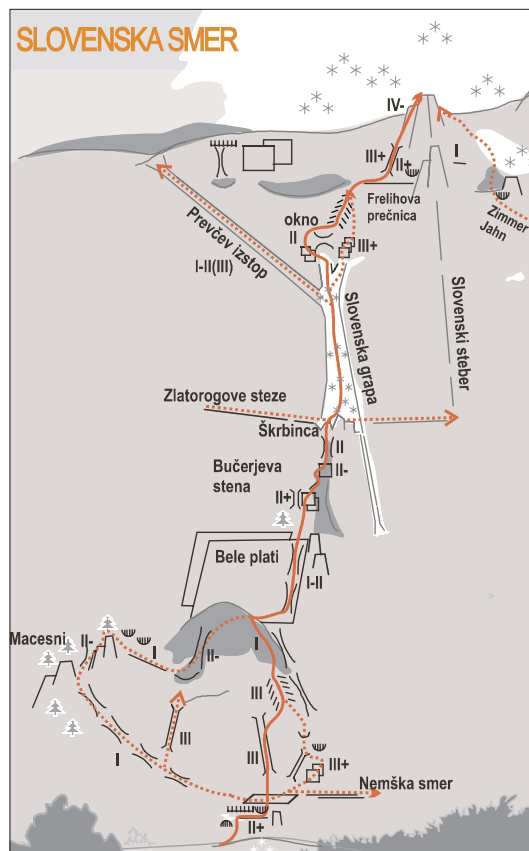 SLOVENSKA SMER
IV-
III+
II+
I
Frelihova
prečnica
Zimmer
Jahn
okno
II
III+
V
Prevčev izstop
I-II(III)
Slovenska grapa
Slovenski steber
Zlatorogove steze
Škrbinca
II
Bučerjeva
stena
II-
II+
Bele plati
I-II
Macesni
II-
I
II-
I
III
III
III
I
III+
Nemška smer
II+